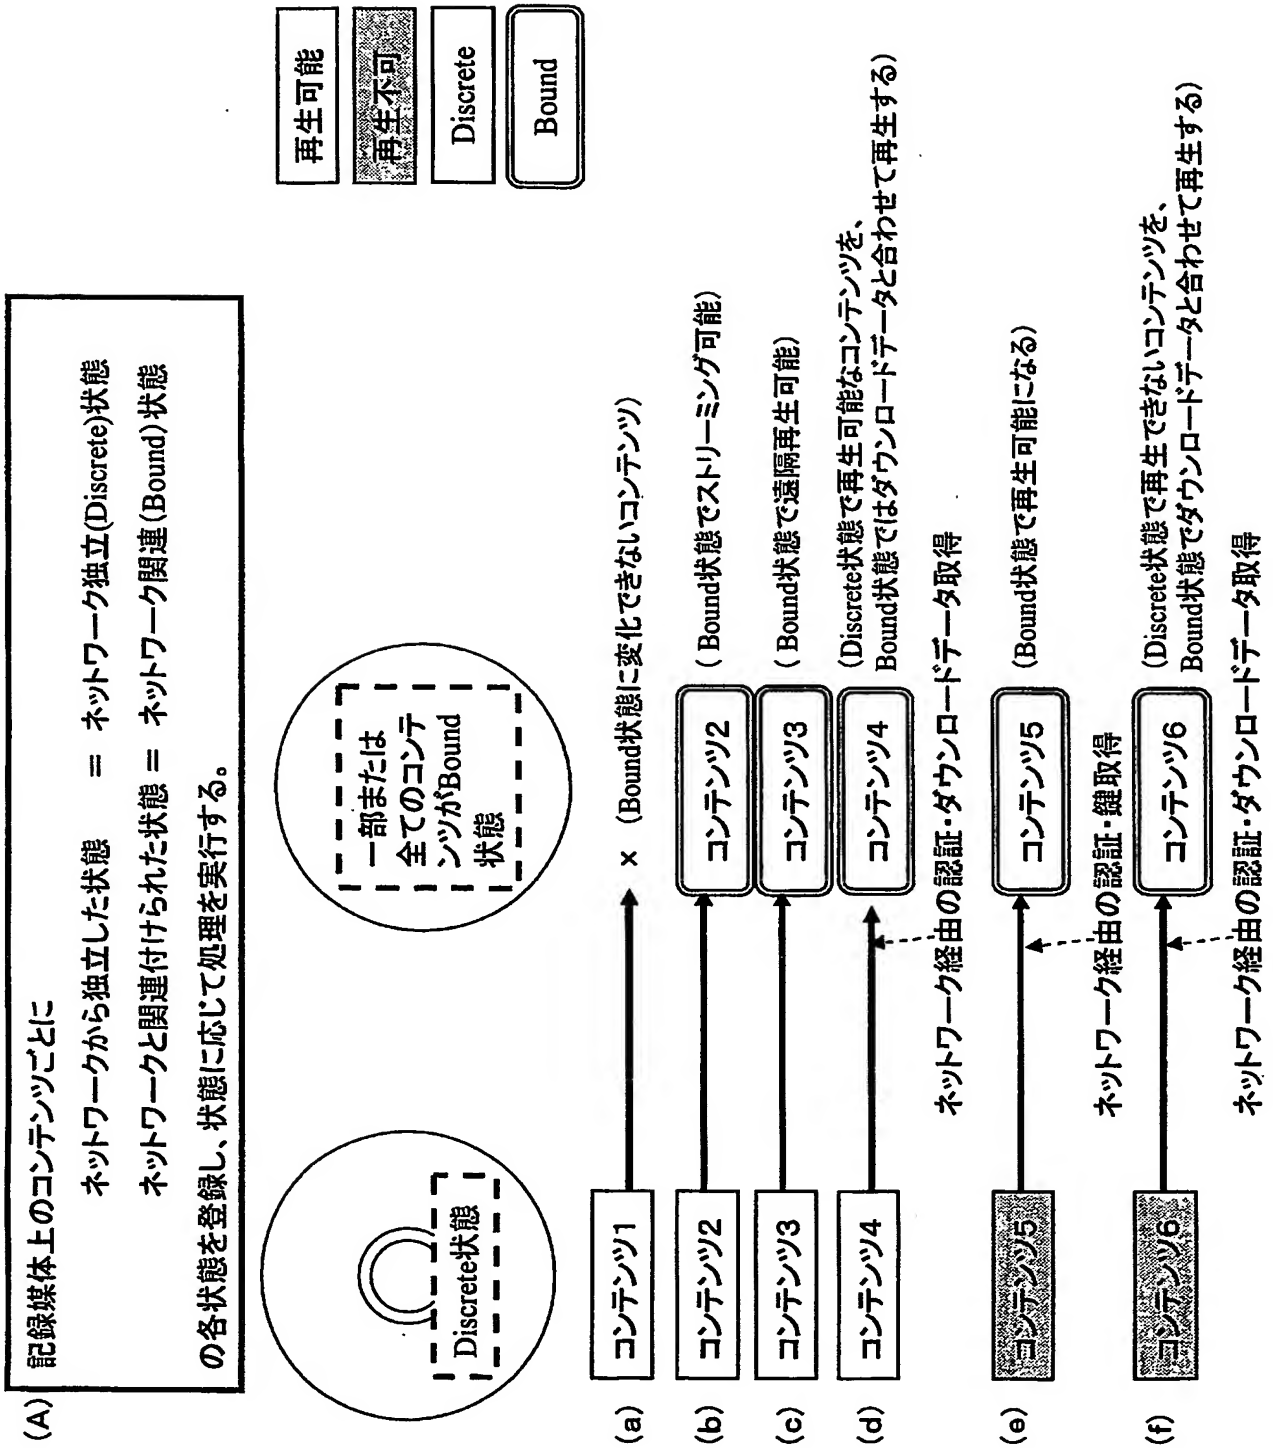 (A)
記録媒体上のコンテンツごとに
ネットワークから独立した状態 = ネットワーク独立(Discrete)状態
ネットワークと関連付けられた状態 = ネットワーク関連(Bound)状態
の各状態を登録し、状態に応じて処理を実行する。
再生可能
再生不可
Discrete
Bound
Discrete状態
一部または
全てのコンテ
ンツがBound
状態
(a) コンテンツ1 × (Bound状態に変化できないコンテンツ)
(b) コンテンツ2 コンテンツ2 (Bound状態でストリーミング可能)
(c) コンテンツ3 コンテンツ3 (Bound状態で遠隔再生可能)
(d) コンテンツ4 コンテンツ4 (Discrete状態で再生可能なコンテンツを、
Bound状態ではダウンロードデータと合わせて再生する)
ネットワーク経由の認証・ダウンロードデータ取得
(e) コンテンツ5 コンテンツ5 (Bound状態で再生可能になる)
ネットワーク経由の認証・鍵取得
(f) コンテンツ6 コンテンツ6 (Discrete状態で再生できないコンテンツを、
Bound状態でダウンロードデータと合わせて再生する)
ネットワーク経由の認証・ダウンロードデータ取得